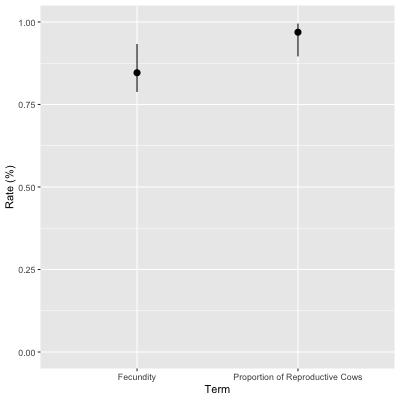 1.00
0.75
Rate (%)
0.50
0.25
0.00
Fecundity Proportion of Reproductive Cows
Term